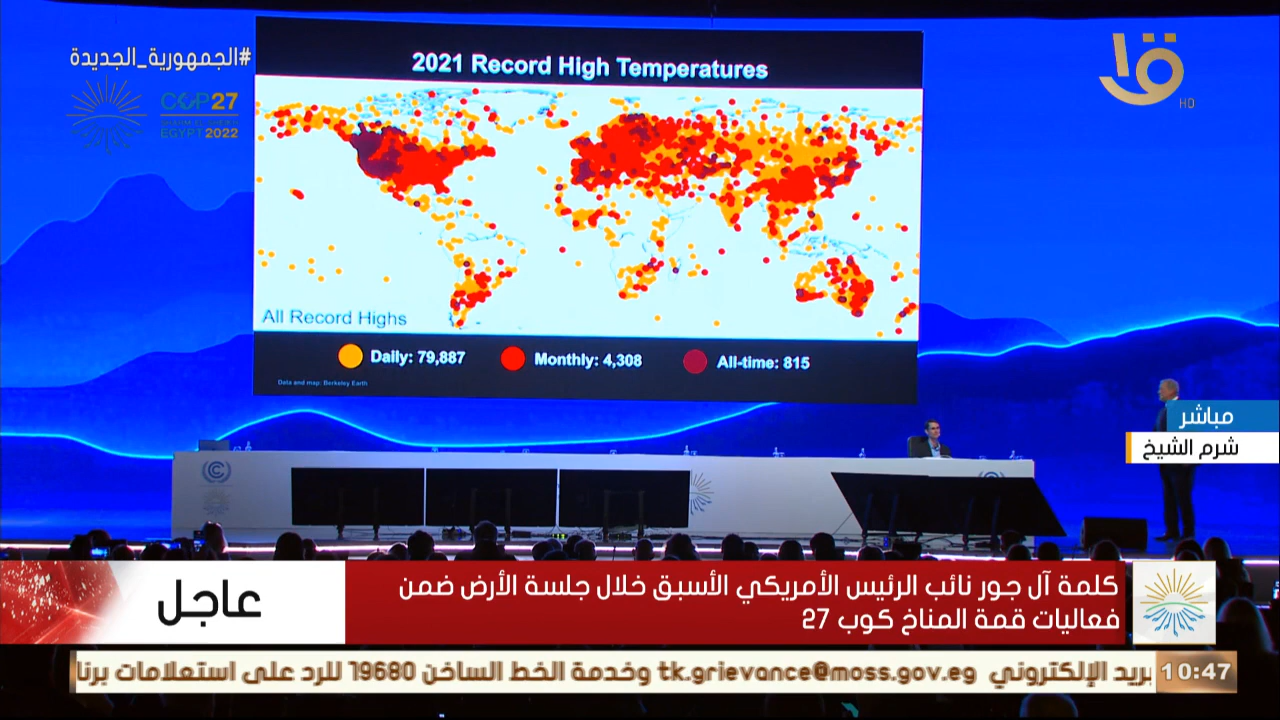 #الجمهورية_الجديدة
COP27
EGYPT 2022
HD
2021 Record High Temperatures
All Record Highs
Daily: 79,887
Monthly: 4,308
All-time: 815
Data and map: Berkeley Earth
مباشر
شرم الشيخ
عاجل
كلمة آل جور نائب الرئيس الأمريكي الأسبق خلال جلسة الأرض ضمن
فعاليات قمة المناخ كوب 27
بريد الإلكتروني tk.grievance@moss.gov.eg وخدمة الخط الساخن 19680 للرد على استعلامات برنا
10:47